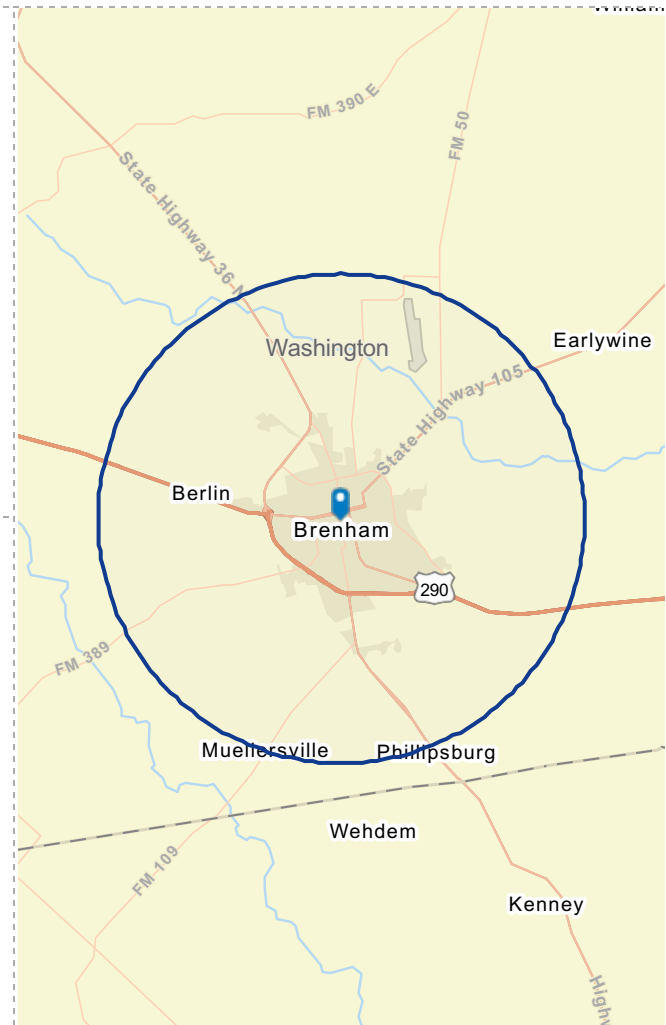 FM 390 E
FM 50
State Highway 36 N
Washington
Earlywine
State Highway 105
Berlin
Brenham
290
FM 389
Muellersville
Phillipsburg
Wehdem
FM 109
Kenney